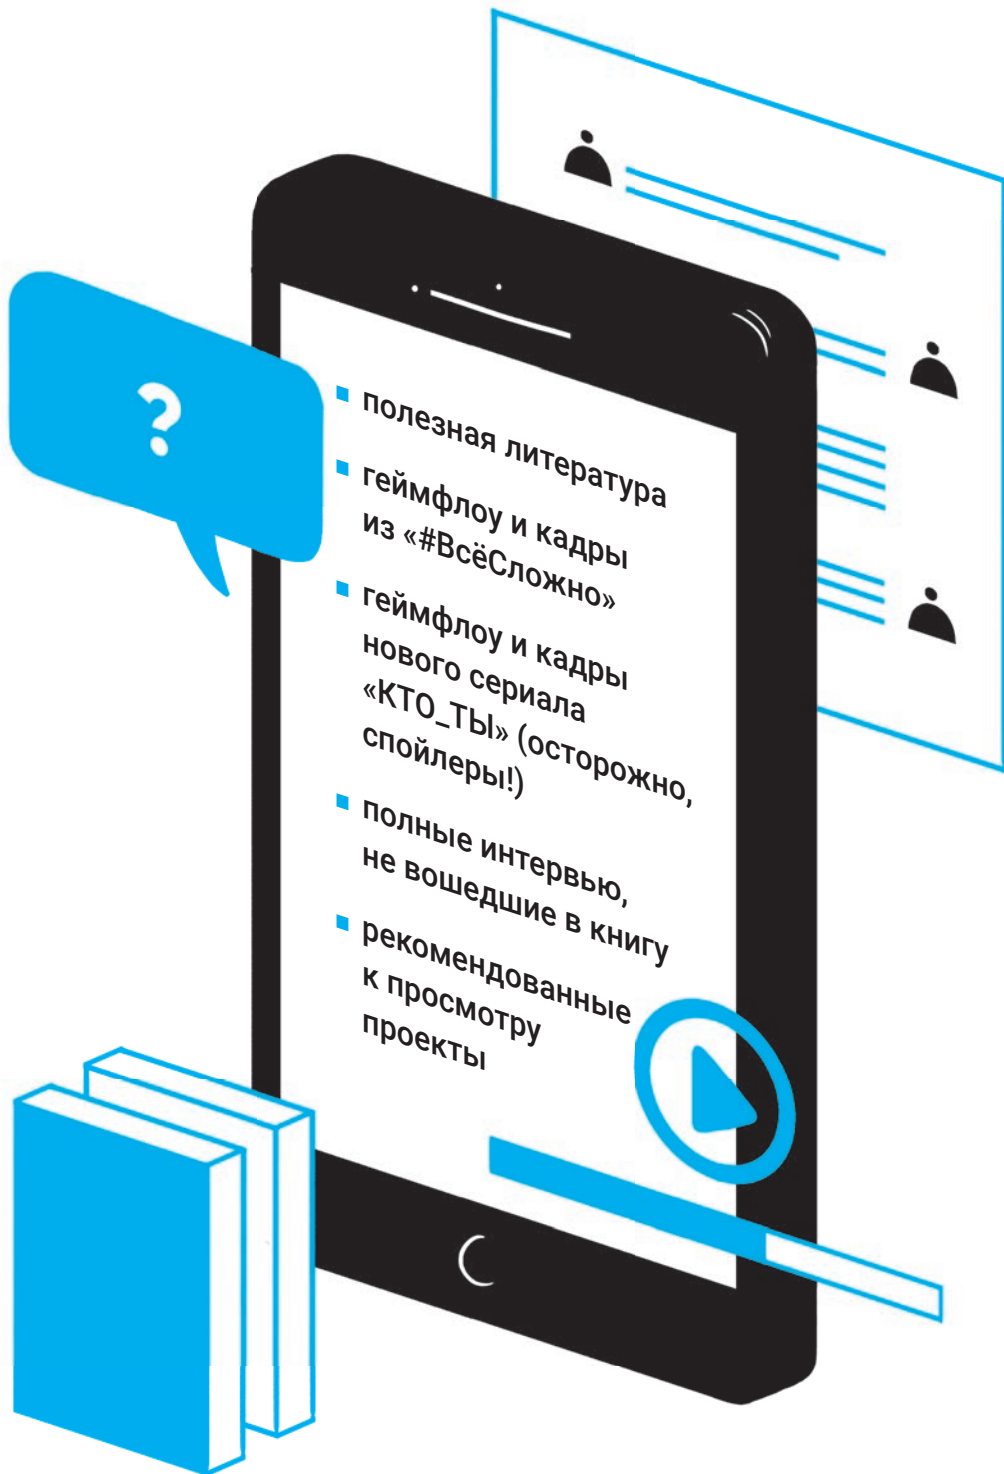 ?
▪ полезная литература
▪ геймфлоу и кадры
из «#ВсёСложно»
▪ геймфлоу и кадры
нового сериала
«КТО_ТЫ» (осторожно,
спойлеры!)
▪ полные интервью,
не вошедшие в книгу
▪ рекомендованные
к просмотру
проекты